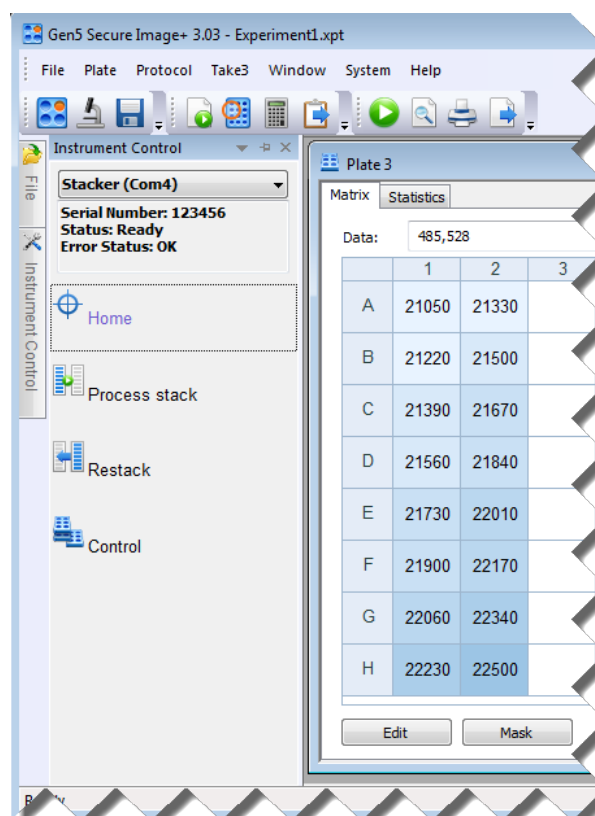 Gen5 Secure Image+ 3.03 - Experiment1.xpt
File Plate Protocol Take3 Window System Help
Instrument Control
File
Instrument Control
Stacker (Com4)
Serial Number: 123456
Status: Ready
Error Status: OK
Home
Process stack
Restack
Control
Plate 3
Matrix Statistics
Data: 485,528
1 2 3
A 21050 21330
B 21220 21500
C 21390 21670
D 21560 21840
E 21730 22010
F 21900 22170
G 22060 22340
H 22230 22500
Edit Mask